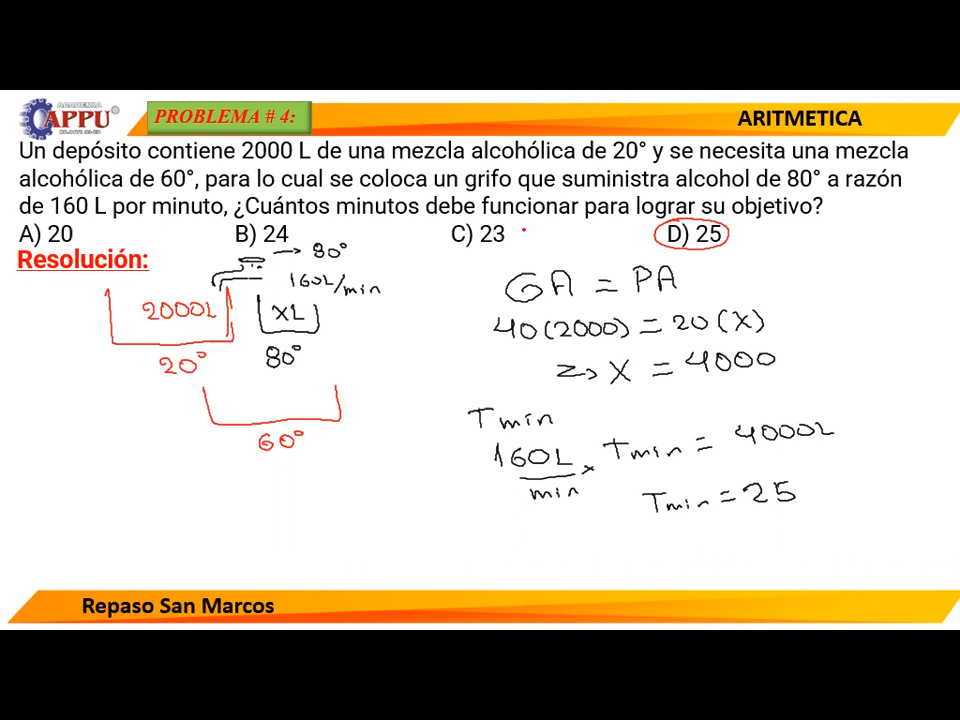 ACADEMIA
APPU
PROBLEMA # 4:
ARITMETICA
Un depósito contiene 2000 L de una mezcla alcohólica de 20° y se necesita una mezcla
alcohólica de 60°, para lo cual se coloca un grifo que suministra alcohol de 80° a razón
de 160 L por minuto, ¿Cuántos minutos debe funcionar para lograr su objetivo?
A) 20 B) 24 C) 23 D) 25
Resolución:
→ 80°
160L/min
2000L
XL
20°
80°
60°
GA = PA
40(2000) = 20(X)
X = 4000
Tmin
160L/min × Tmin = 4000L
Tmin = 25
Repaso San Marcos